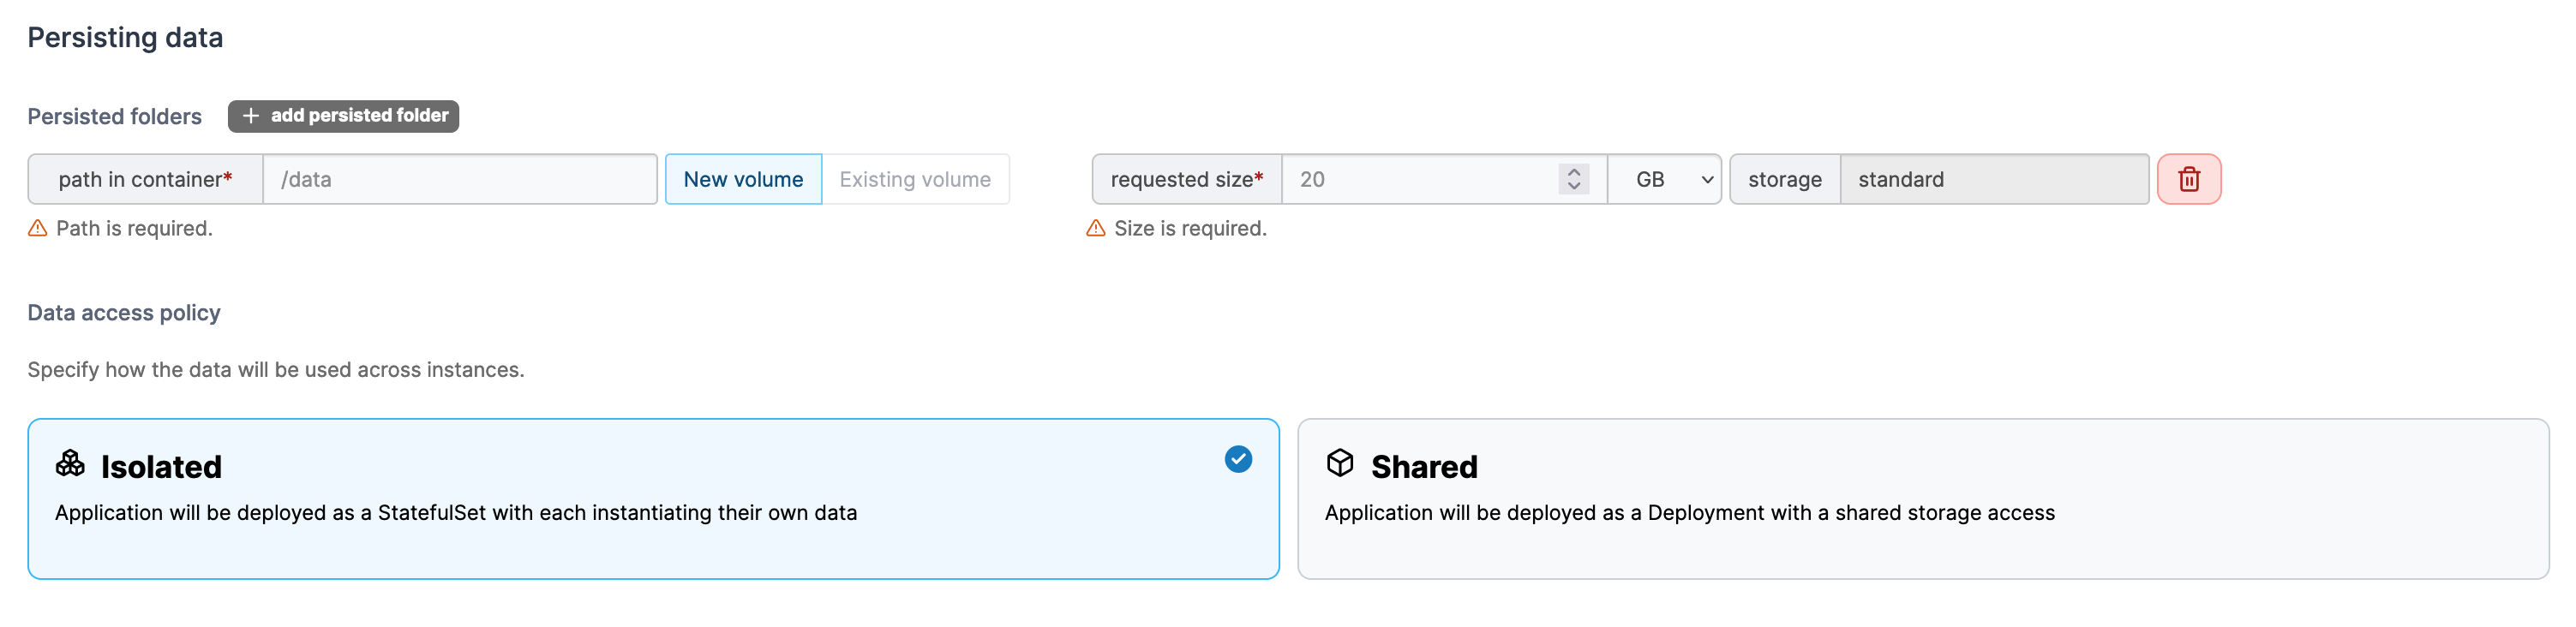 Persisting data
Persisted folders + add persisted folder
path in container* /data New volume Existing volume requested size* 20 GB storage standard
Path is required. Size is required.
Data access policy
Specify how the data will be used across instances.
Isolated
Application will be deployed as a StatefulSet with each instantiating their own data
Shared
Application will be deployed as a Deployment with a shared storage access